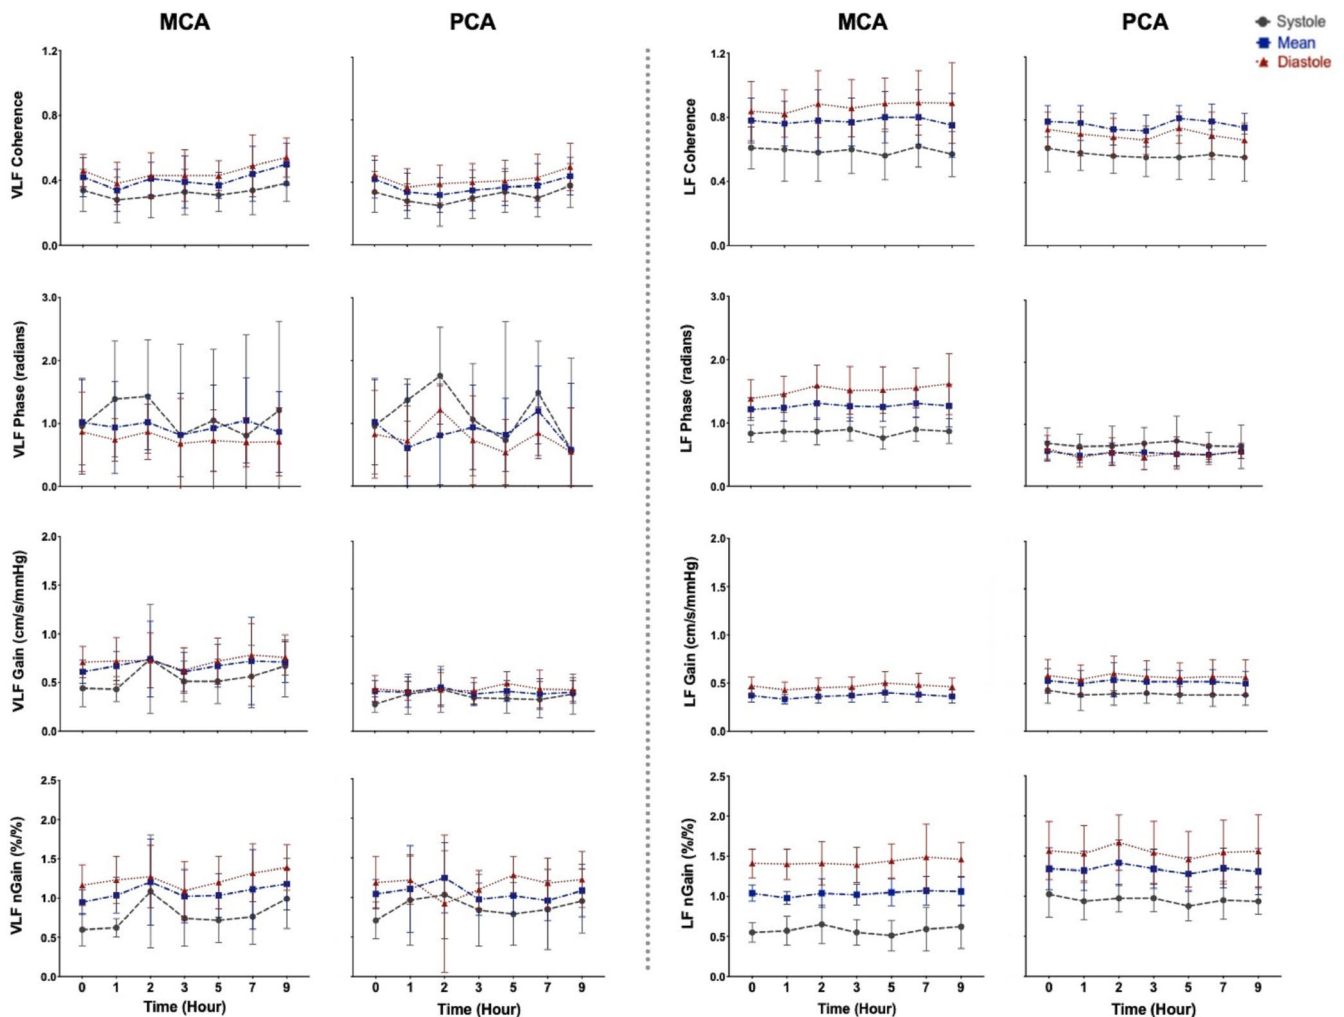 MCA
PCA
MCA
PCA
Systole
Mean
Diastole
VLF Coherence
1.2
0.8
0.4
0.0
LF Coherence
1.2
0.8
0.4
0.0
VLF Phase (radians)
3.0
2.0
1.0
0.0
LF Phase (radians)
3.0
2.0
1.0
0.0
VLF Gain (cm/s/mmHg)
2.0
1.5
1.0
0.5
0.0
LF Gain (cm/s/mmHg)
2.0
1.5
1.0
0.5
0.0
VLF nGain (%/%)
2.5
2.0
1.5
1.0
0.5
0.0
LF nGain (%/%)
2.5
2.0
1.5
1.0
0.5
0.0
0 1 2 3 5 7 9
0 1 2 3 5 7 9
0 1 2 3 5 7 9
0 1 2 3 5 7 9
Time (Hour)
Time (Hour)
Time (Hour)
Time (Hour)